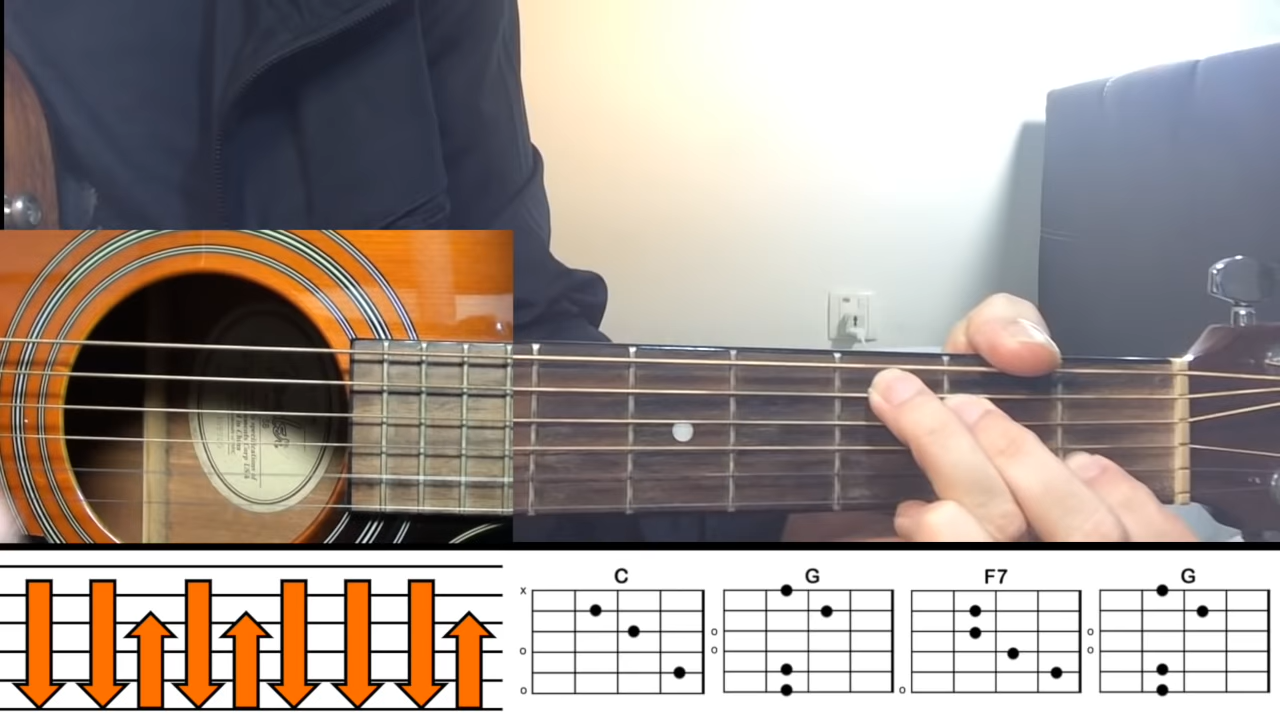 C G F7 G
x
o o o
o o o
o o